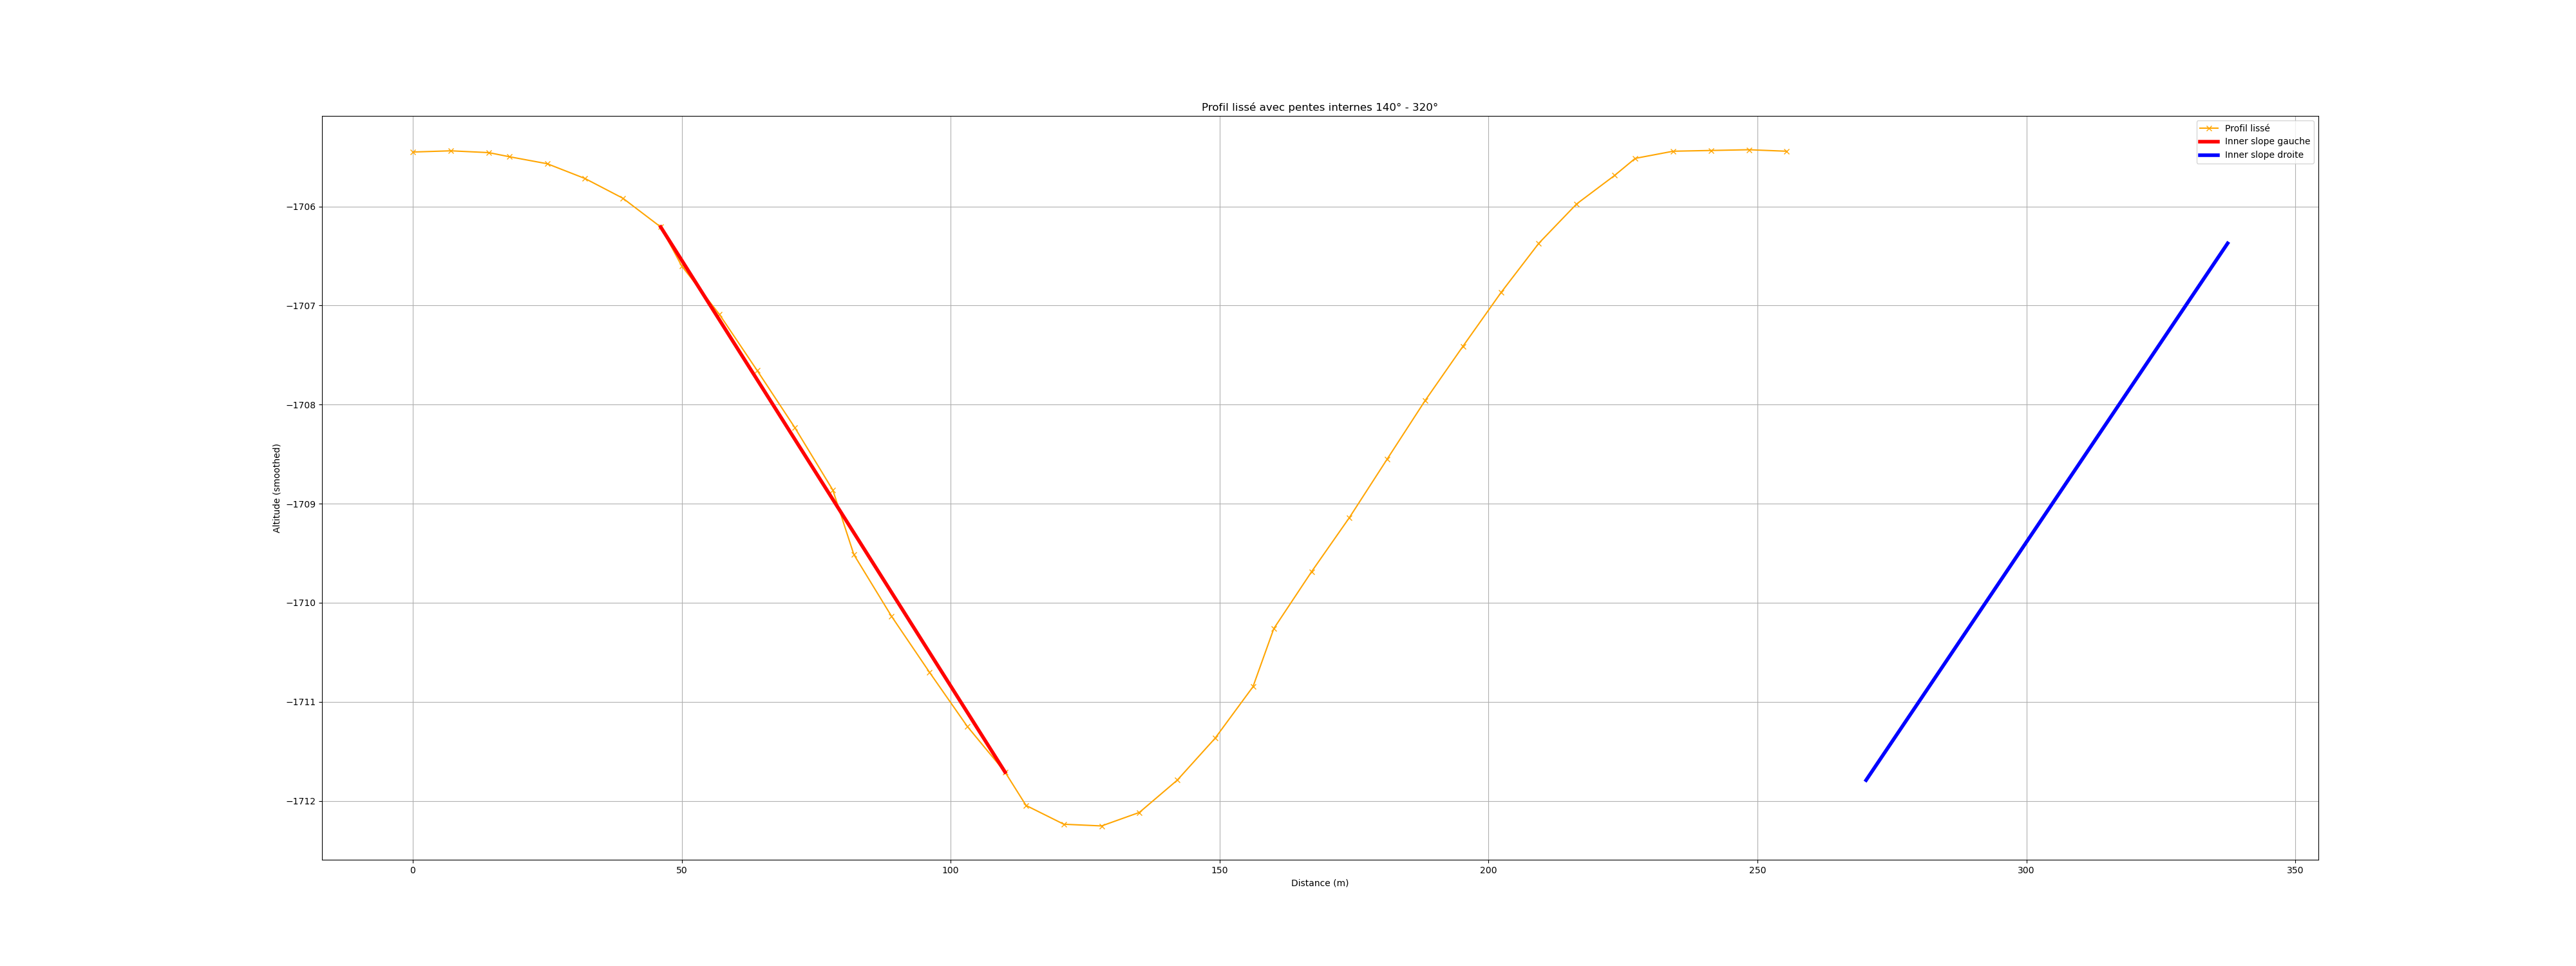 Profil lissé avec pentes internes 140° - 320°
Profil lissé
Inner slope gauche
Inner slope droite
Altitude (smoothed)
−1706
−1707
−1708
−1709
−1710
−1711
−1712
0 50 100 150 200 250 300 350
Distance (m)